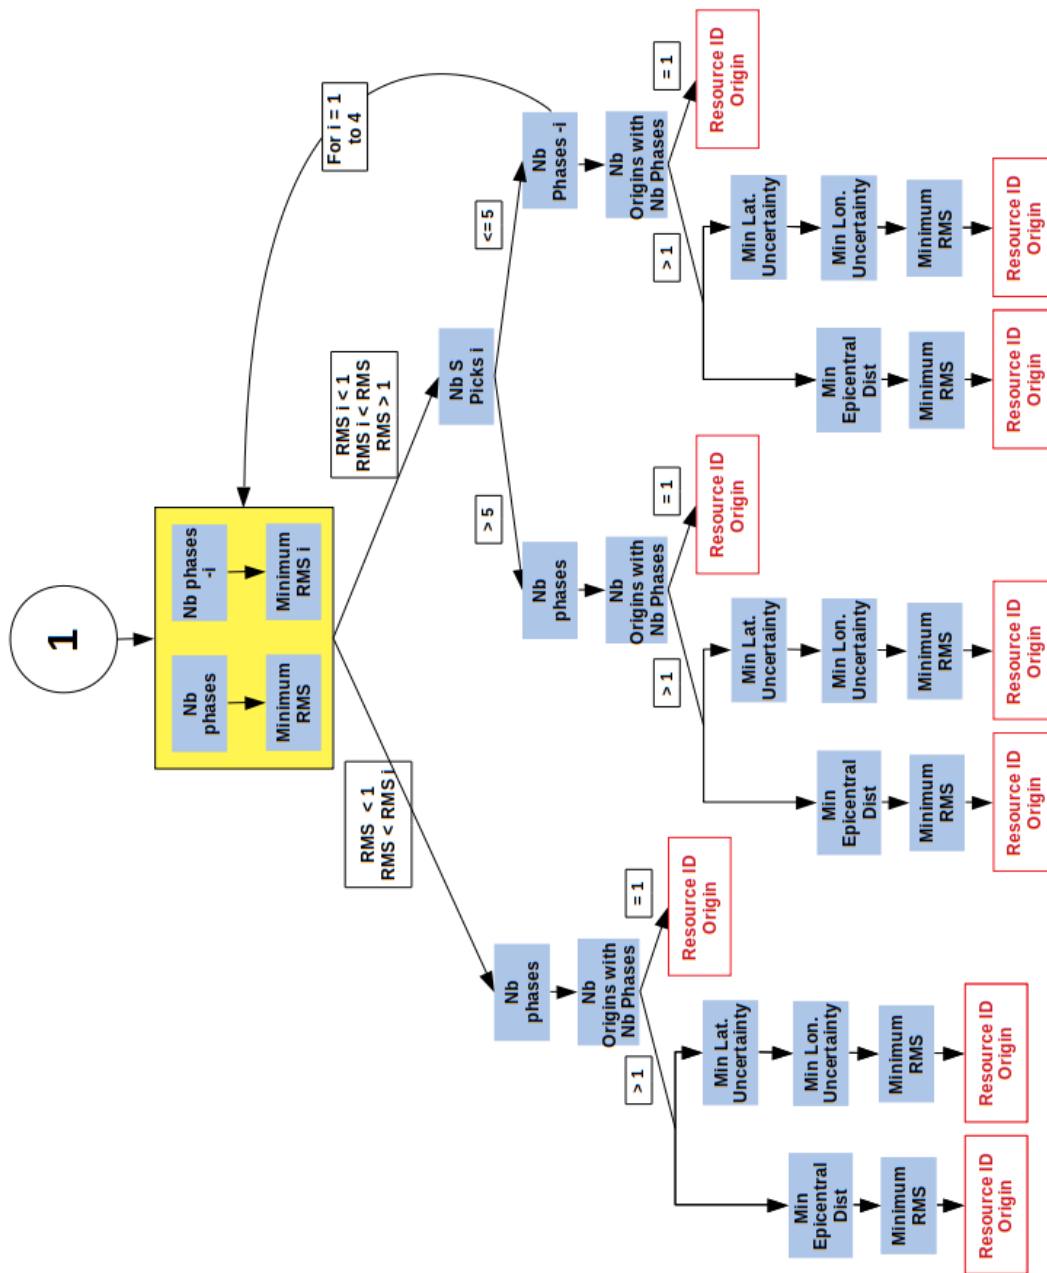 1
Nb
phases
Minimum
RMS
Nb phases
-i
Minimum
RMS i
For i = 1
to 4
RMS < 1
RMS < RMS i
RMS i < 1
RMS i < RMS
RMS > 1
Nb
phases
Nb
Origins with
Nb Phases
> 1
= 1
Resource ID
Origin
Min
Epicentral
Dist
Minimum
RMS
Resource ID
Origin
Min Lat.
Uncertainty
Min Lon.
Uncertainty
Minimum
RMS
Resource ID
Origin
Nb S
Picks i
> 5
<= 5
Nb
phases
Nb
Origins with
Nb Phases
> 1
= 1
Resource ID
Origin
Min
Epicentral
Dist
Minimum
RMS
Resource ID
Origin
Min Lat.
Uncertainty
Min Lon.
Uncertainty
Minimum
RMS
Resource ID
Origin
Nb
Phases -i
Nb
Origins with
Nb Phases
> 1
= 1
Resource ID
Origin
Min
Epicentral
Dist
Minimum
RMS
Resource ID
Origin
Min Lat.
Uncertainty
Min Lon.
Uncertainty
Minimum
RMS
Resource ID
Origin